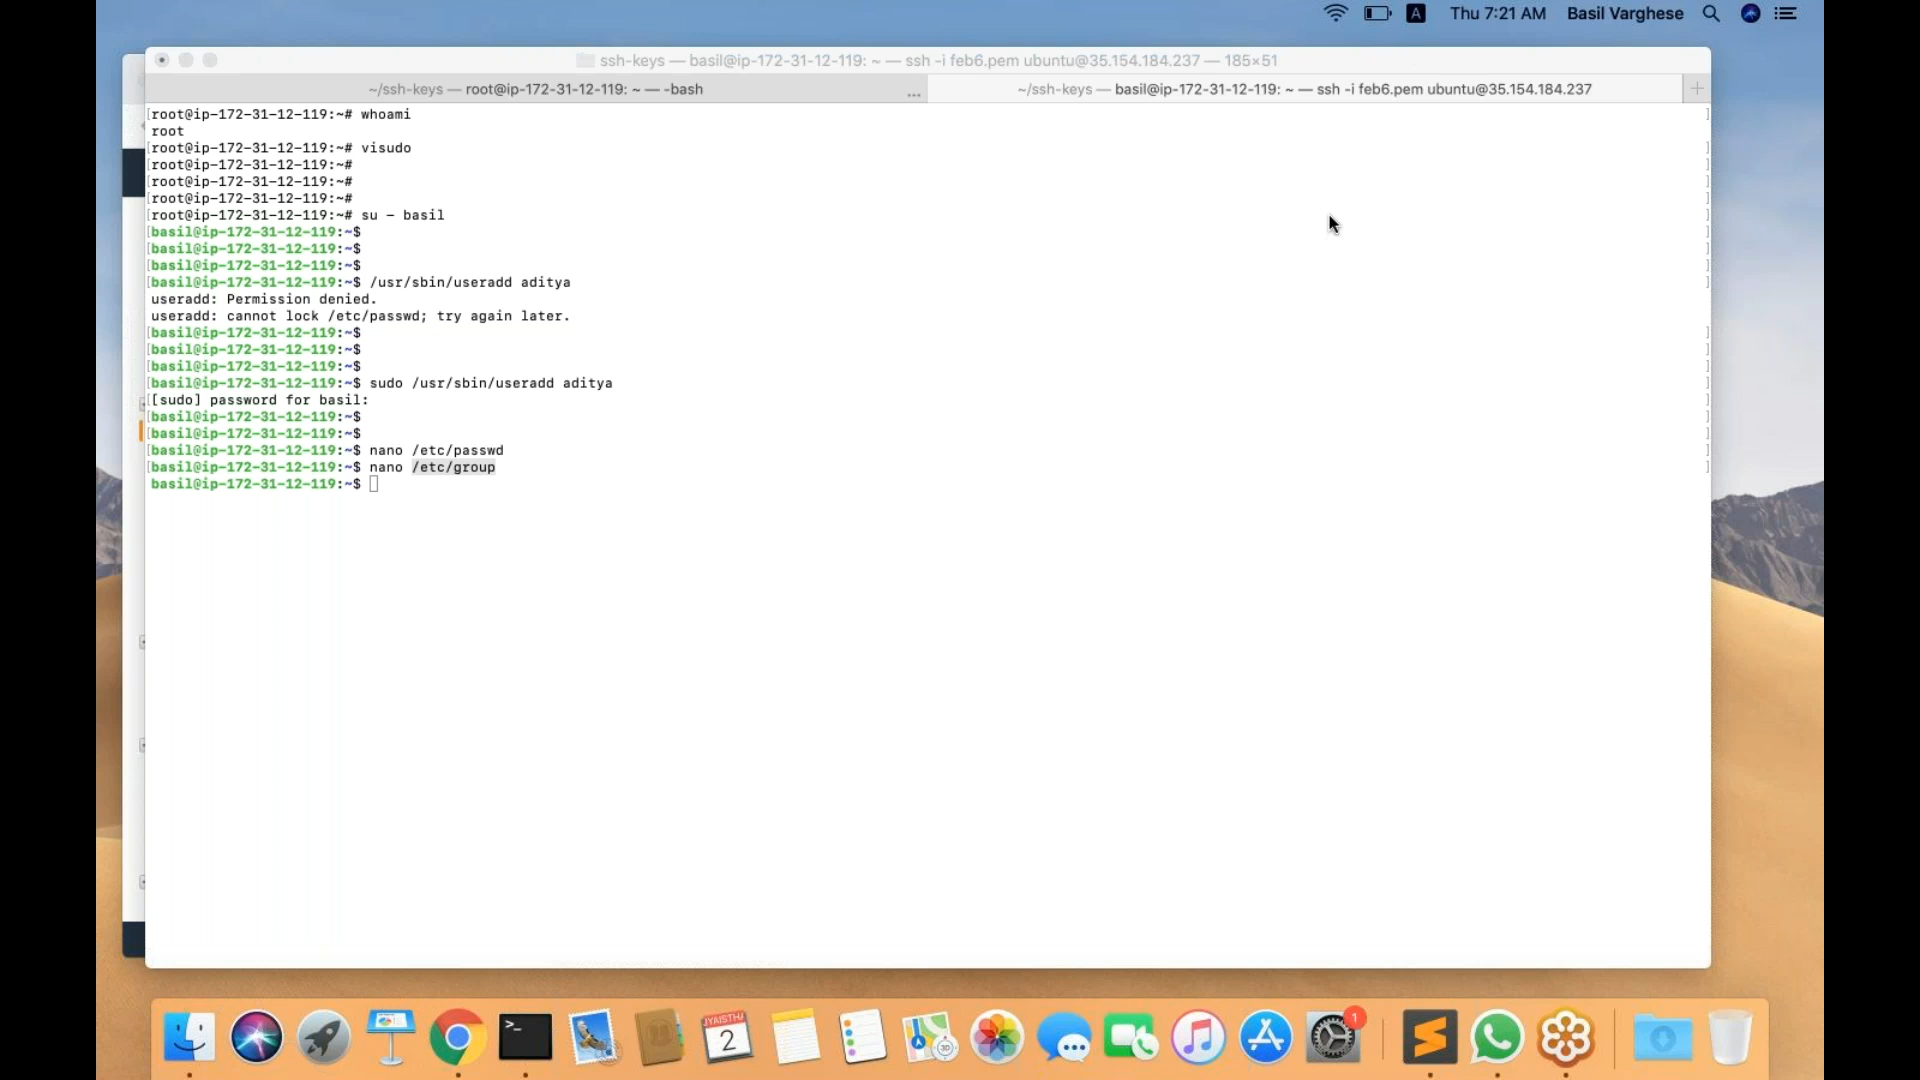 A Thu 7:21 AM Basil Varghese
ssh-keys — basil@ip-172-31-12-119: ~ — ssh -i feb6.pem ubuntu@35.154.184.237 — 185×51
~/ssh-keys — root@ip-172-31-12-119: ~ — -bash ... ~/ssh-keys — basil@ip-172-31-12-119: ~ — ssh -i feb6.pem ubuntu@35.154.184.237 +
[root@ip-172-31-12-119:~# whoami ]
root
[root@ip-172-31-12-119:~# visudo ]
[root@ip-172-31-12-119:~# ]
[root@ip-172-31-12-119:~# ]
[root@ip-172-31-12-119:~# ]
[root@ip-172-31-12-119:~# su - basil ]
[basil@ip-172-31-12-119:~$ ]
[basil@ip-172-31-12-119:~$ ]
[basil@ip-172-31-12-119:~$ ]
[basil@ip-172-31-12-119:~$ /usr/sbin/useradd aditya ]
useradd: Permission denied.
useradd: cannot lock /etc/passwd; try again later.
[basil@ip-172-31-12-119:~$ ]
[basil@ip-172-31-12-119:~$ ]
[basil@ip-172-31-12-119:~$ ]
[basil@ip-172-31-12-119:~$ sudo /usr/sbin/useradd aditya ]
[[sudo] password for basil: ]
[basil@ip-172-31-12-119:~$ ]
[basil@ip-172-31-12-119:~$ ]
[basil@ip-172-31-12-119:~$ nano /etc/passwd ]
[basil@ip-172-31-12-119:~$ nano /etc/group ]
basil@ip-172-31-12-119:~$
>_
JYAISTHA
2
3D
1